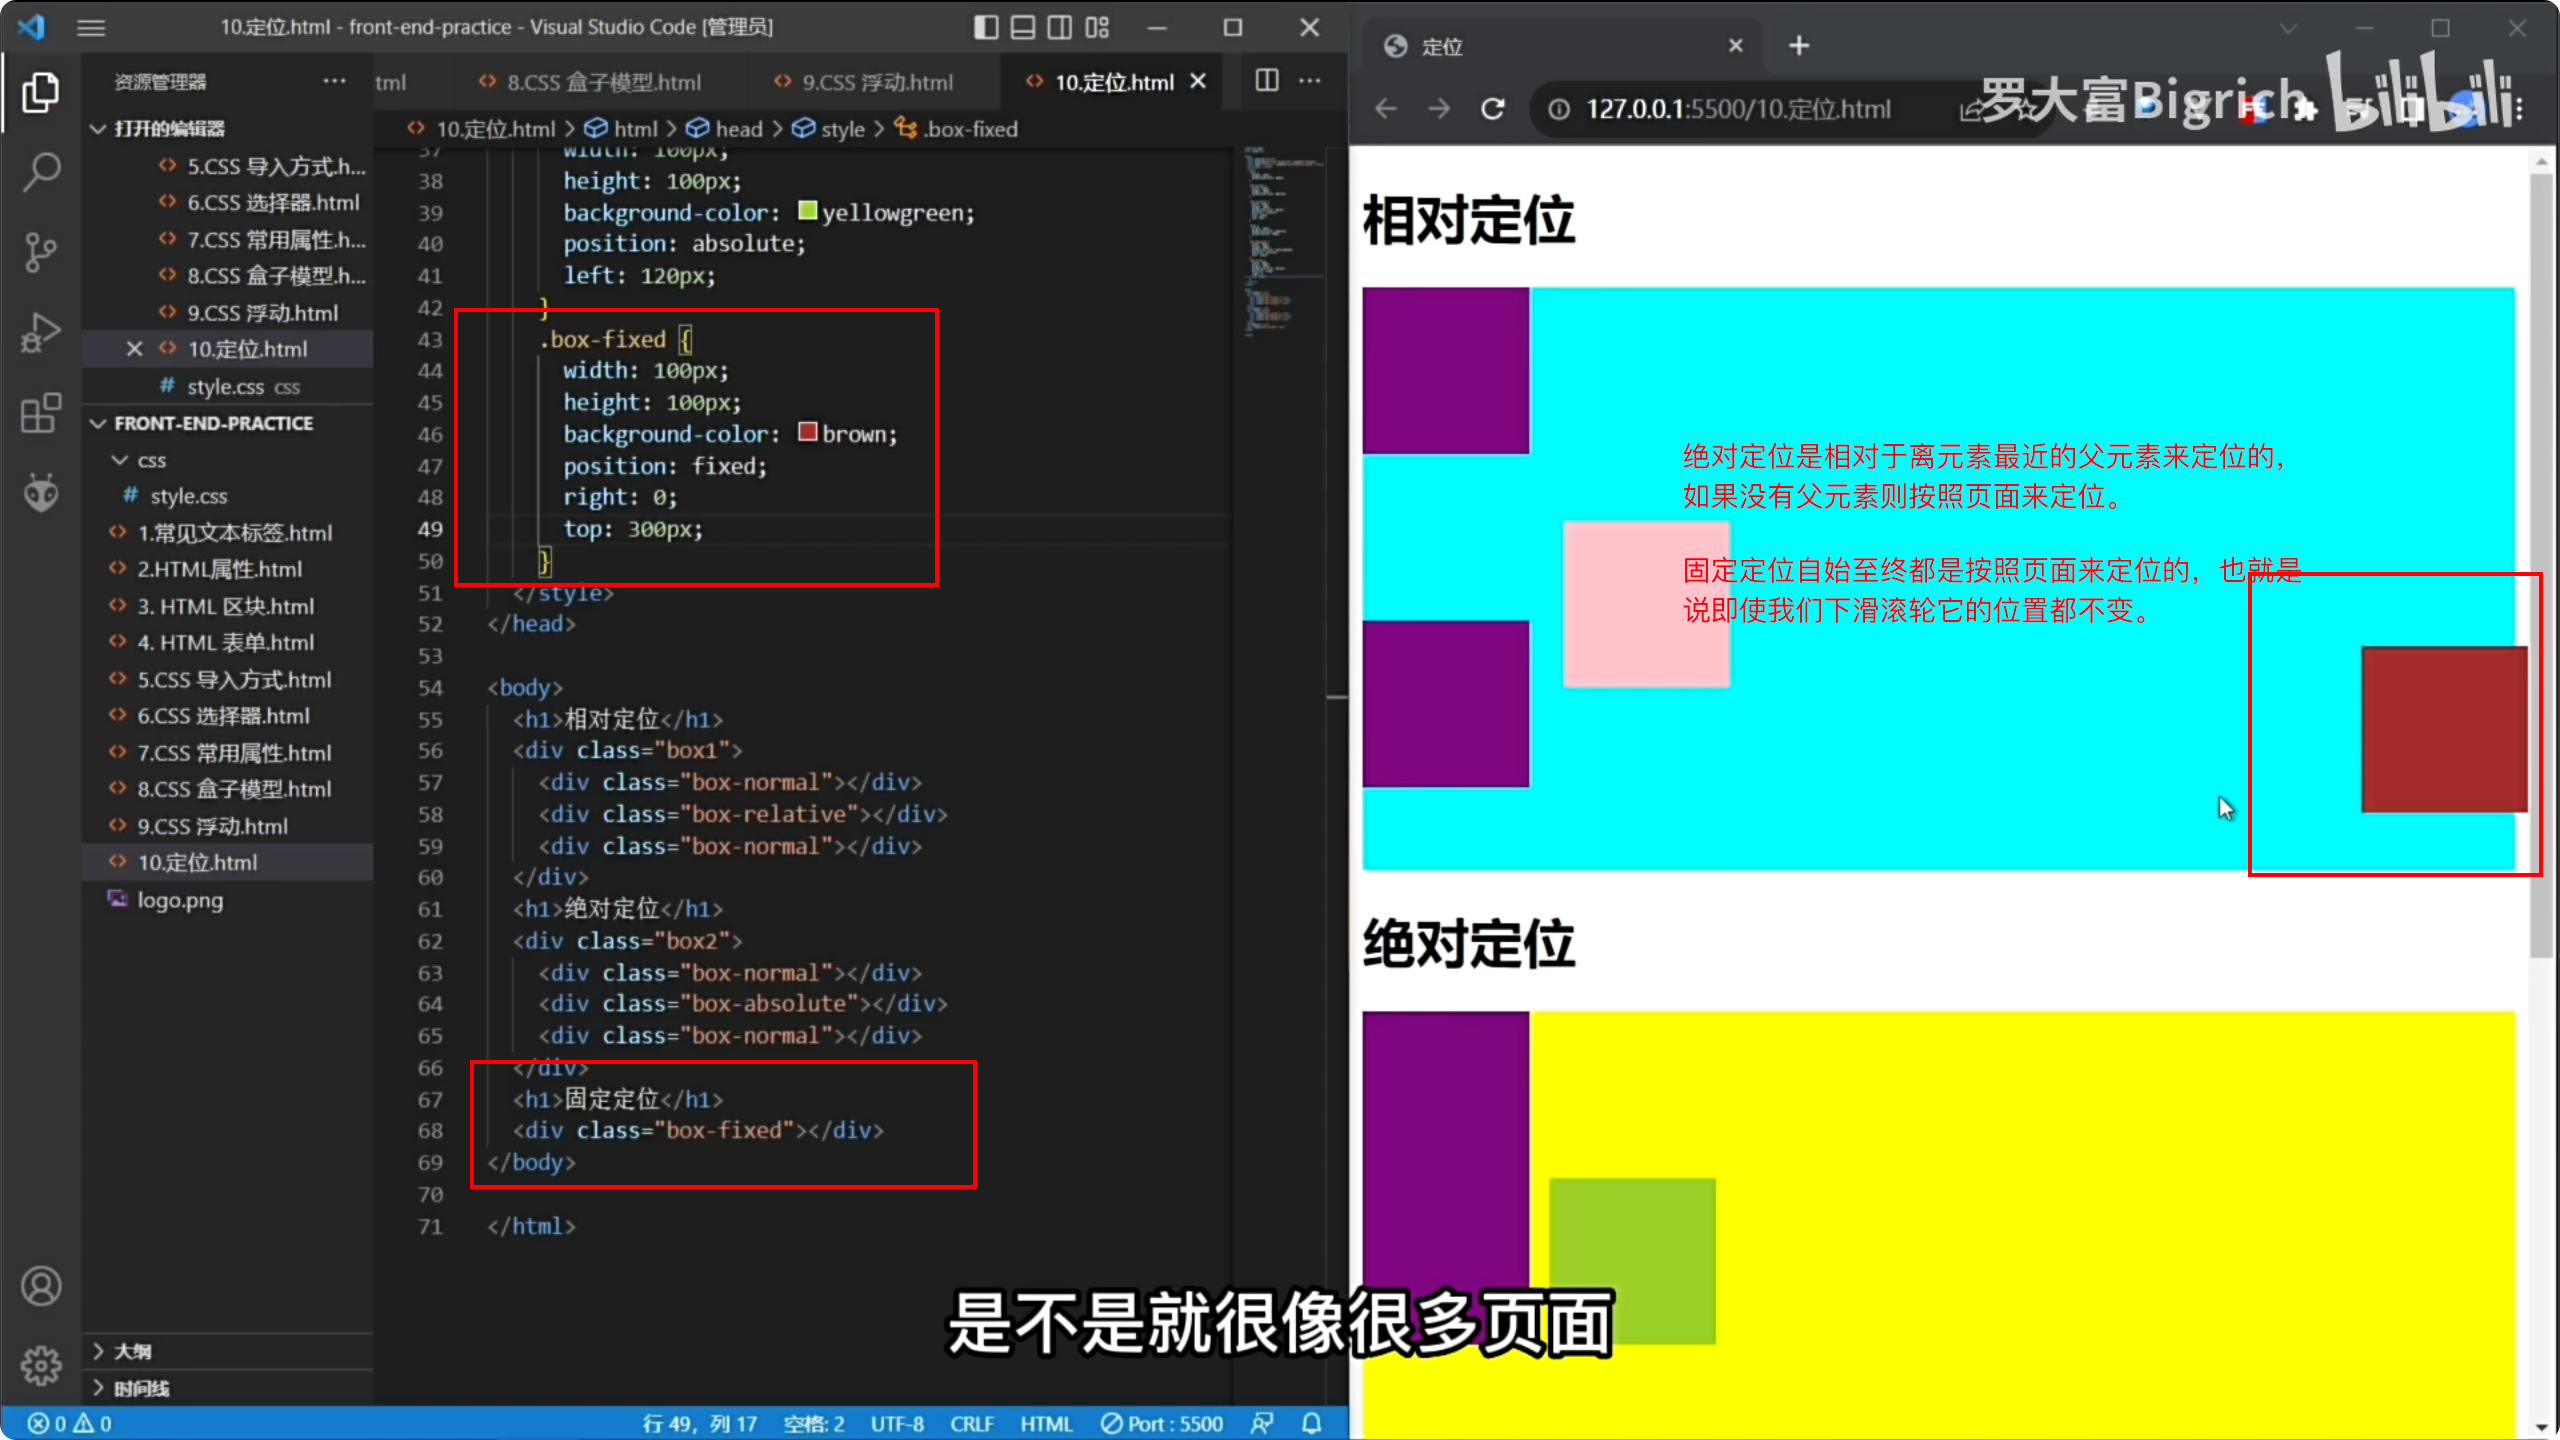 10.定位.html - front-end-practice - Visual Studio Code [管理员]
资源管理器
打开的编辑器
5.CSS 导入方式.h...
6.CSS 选择器.html
7.CSS 常用属性.h...
8.CSS 盒子模型.h...
9.CSS 浮动.html
10.定位.html
style.css css
FRONT-END-PRACTICE
css
style.css
1.常见文本标签.html
2.HTML属性.html
3. HTML 区块.html
4. HTML 表单.html
5.CSS 导入方式.html
6.CSS 选择器.html
7.CSS 常用属性.html
8.CSS 盒子模型.html
9.CSS 浮动.html
10.定位.html
logo.png
大纲
时间线
tml
8.CSS 盒子模型.html
9.CSS 浮动.html
10.定位.html
10.定位.html > html > head > style > .box-fixed
37 width: 100px;
38 height: 100px;
39 background-color: yellowgreen;
40 position: absolute;
41 left: 120px;
42 }
43 .box-fixed {
44 width: 100px;
45 height: 100px;
46 background-color: brown;
47 position: fixed;
48 right: 0;
49 top: 300px;
50 }
51 </style>
52 </head>
53
54 <body>
55 <h1>相对定位</h1>
56 <div class="box1">
57 <div class="box-normal"></div>
58 <div class="box-relative"></div>
59 <div class="box-normal"></div>
60 </div>
61 <h1>绝对定位</h1>
62 <div class="box2">
63 <div class="box-normal"></div>
64 <div class="box-absolute"></div>
65 <div class="box-normal"></div>
66 </div>
67 <h1>固定定位</h1>
68 <div class="box-fixed"></div>
69 </body>
70
71 </html>
0 0
行 49，列 17 空格: 2 UTF-8 CRLF HTML Port : 5500
定位
127.0.0.1:5500/10.定位.html
罗大富Bigrich bilibili
相对定位
绝对定位是相对于离元素最近的父元素来定位的，
如果没有父元素则按照页面来定位。
固定定位自始至终都是按照页面来定位的，也就是
说即使我们下滑滚轮它的位置都不变。
绝对定位
是不是就很像很多页面